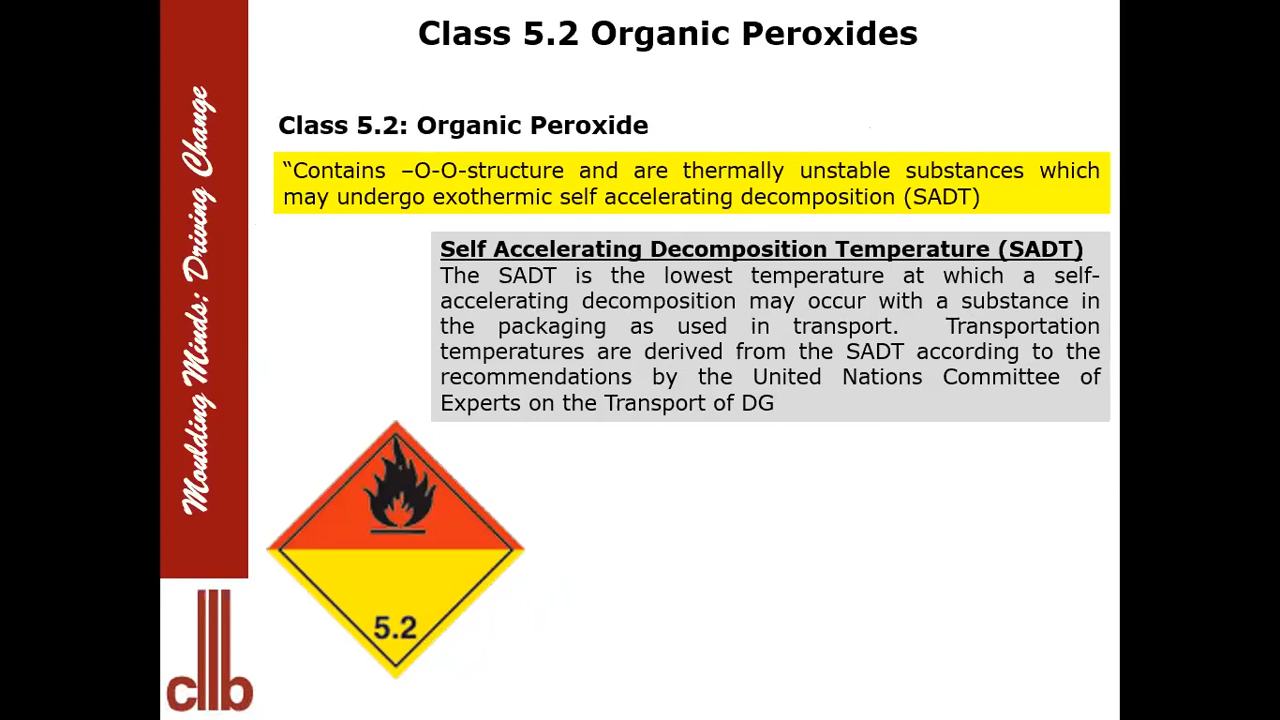 Class 5.2 Organic Peroxides
Moulding Minds; Driving Change
Class 5.2: Organic Peroxide
“Contains –O-O-structure and are thermally unstable substances which
may undergo exothermic self accelerating decomposition (SADT)
Self Accelerating Decomposition Temperature (SADT)
The SADT is the lowest temperature at which a self-
accelerating decomposition may occur with a substance in
the packaging as used in transport. Transportation
temperatures are derived from the SADT according to the
recommendations by the United Nations Committee of
Experts on the Transport of DG
5.2
cllb